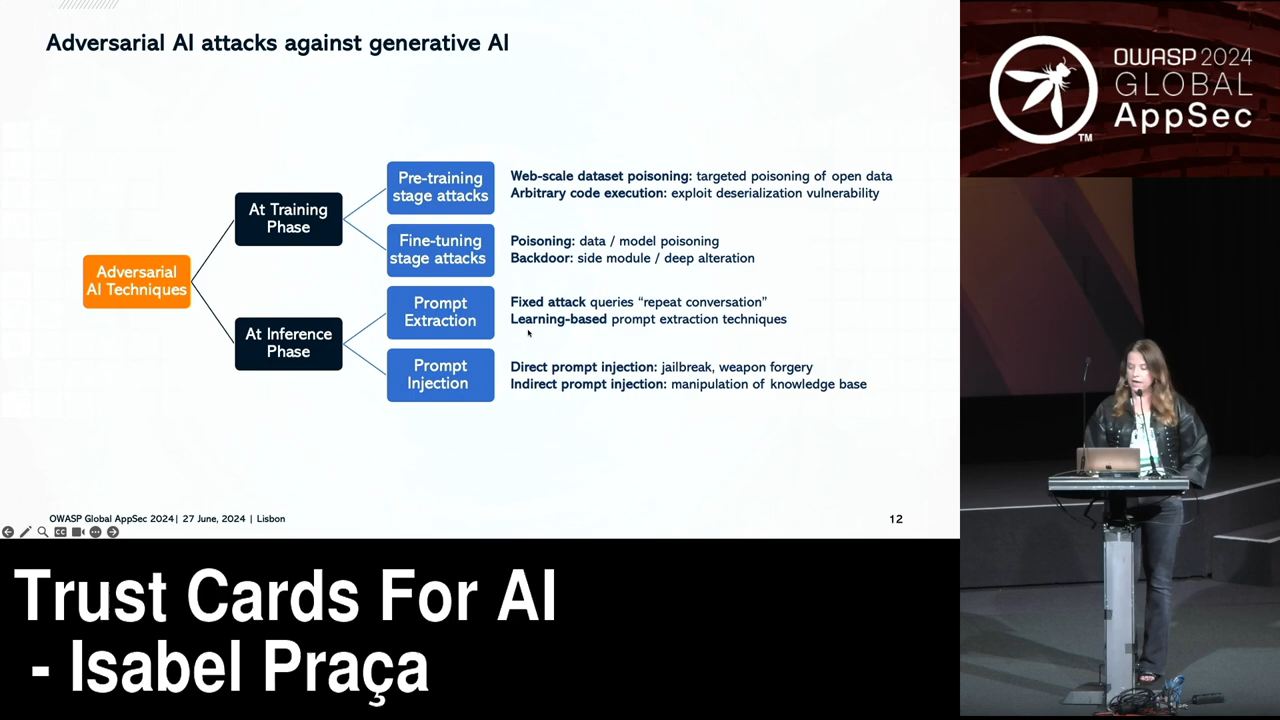 Adversarial AI attacks against generative AI
Adversarial
AI Techniques
At Training
Phase
Pre-training
stage attacks
Web-scale dataset poisoning: targeted poisoning of open data
Arbitrary code execution: exploit deserialization vulnerability
Fine-tuning
stage attacks
Poisoning: data / model poisoning
Backdoor: side module / deep alteration
At Inference
Phase
Prompt
Extraction
Fixed attack queries “repeat conversation”
Learning-based prompt extraction techniques
Prompt
Injection
Direct prompt injection: jailbreak, weapon forgery
Indirect prompt injection: manipulation of knowledge base
OWASP Global AppSec 2024| 27 June, 2024 | Lisbon
12
CC
OWASP 2024
GLOBAL
AppSec
TM
Trust Cards For AI
- Isabel Praça